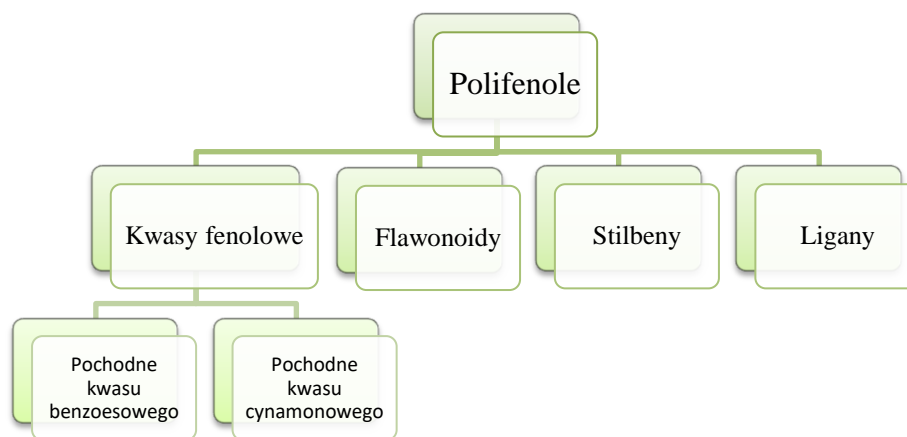 Polifenole
Kwasy fenolowe
Flawonoidy
Stilbeny
Ligany
Pochodne
kwasu
benzoesowego
Pochodne
kwasu
cynamonowego